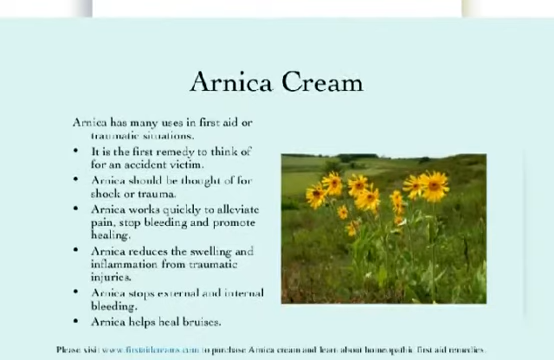 Arnica Cream
Arnica has many uses in first aid or
traumatic situations.
• It is the first remedy to think of
for an accident victim.
• Arnica should be thought of for
shock or trauma.
• Arnica works quickly to alleviate
pain, stop bleeding and promote
healing.
• Arnica reduces the swelling and
inflammation from traumatic
injuries.
• Arnica stops external and internal
bleeding.
• Arnica helps heal bruises.
Please visit www.firstaidcreams.com to purchase Arnica cream and learn about homeopathic first aid remedies.